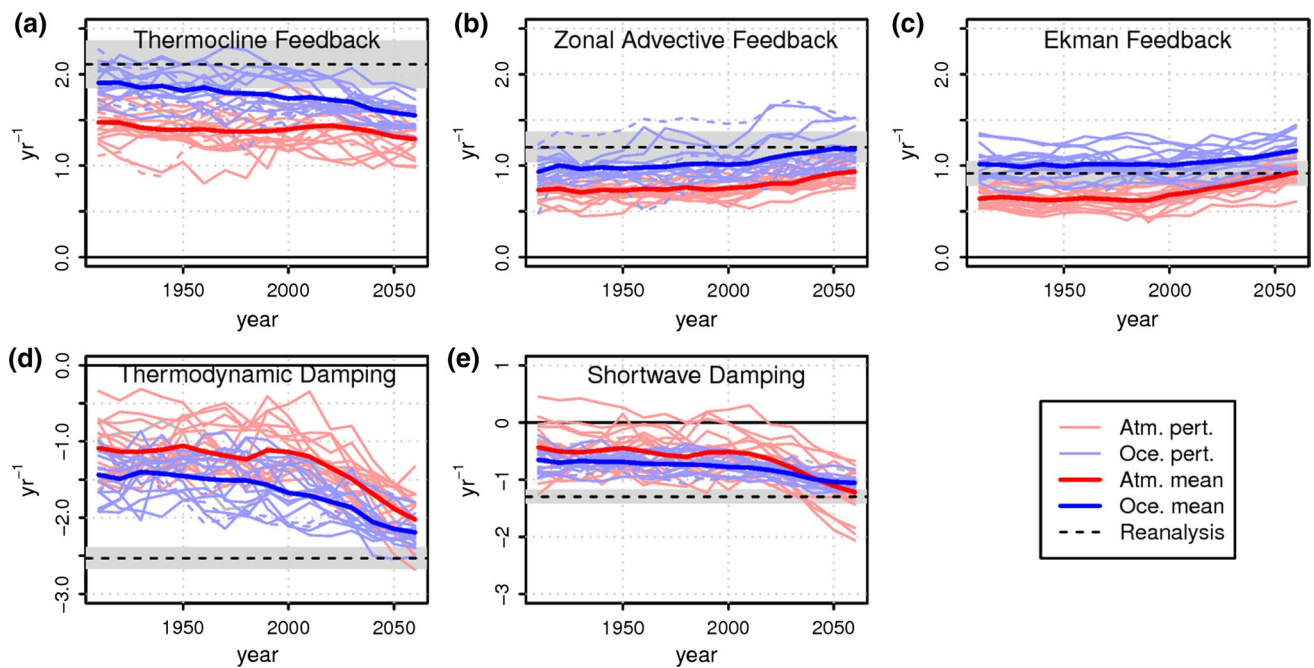 (a)
Thermocline Feedback
yr⁻¹
2.0
1.0
0.0
1950 2000 2050
year
(b)
Zonal Advective Feedback
yr⁻¹
2.0
1.0
0.0
1950 2000 2050
year
(c)
Ekman Feedback
yr⁻¹
2.0
1.0
0.0
1950 2000 2050
year
(d)
Thermodynamic Damping
yr⁻¹
0.0
−1.0
−2.0
−3.0
1950 2000 2050
year
(e)
Shortwave Damping
yr⁻¹
1
0
−1
−2
−3
1950 2000 2050
year
Atm. pert.
Oce. pert.
Atm. mean
Oce. mean
Reanalysis